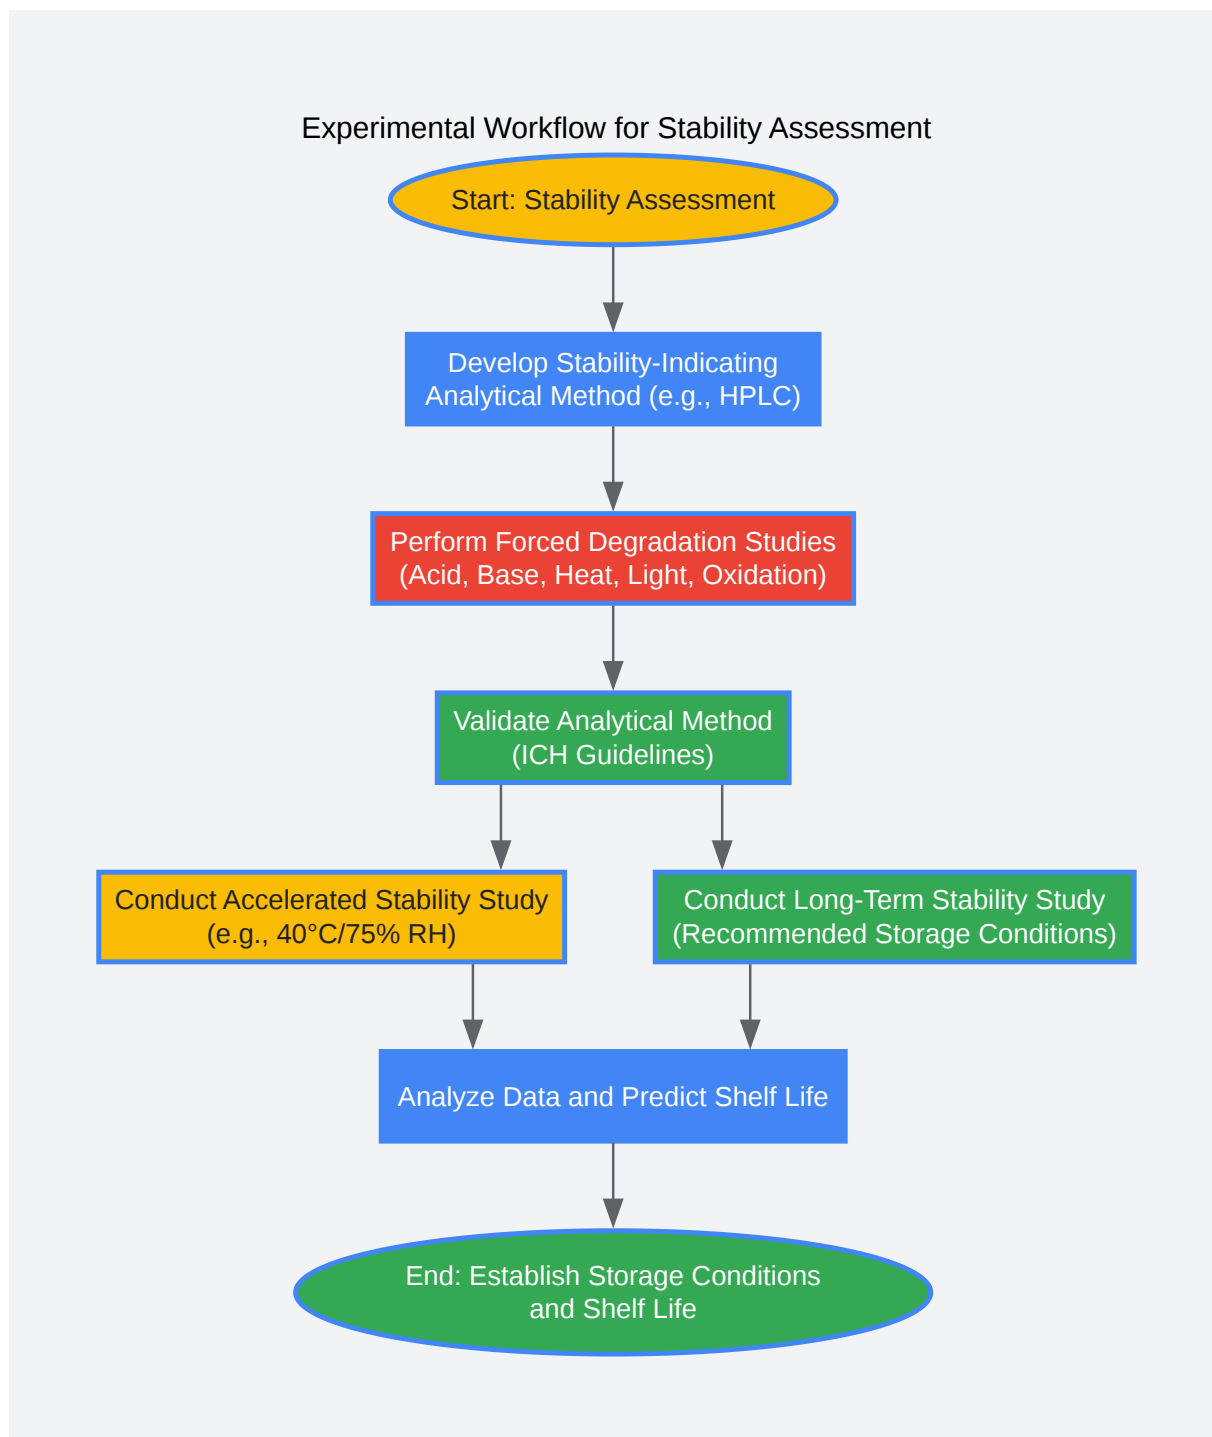 Experimental Workflow for Stability Assessment
Start: Stability Assessment
Develop Stability-Indicating
Analytical Method (e.g., HPLC)
Perform Forced Degradation Studies
(Acid, Base, Heat, Light, Oxidation)
Validate Analytical Method
(ICH Guidelines)
Conduct Accelerated Stability Study
(e.g., 40°C/75% RH)
Conduct Long-Term Stability Study
(Recommended Storage Conditions)
Analyze Data and Predict Shelf Life
End: Establish Storage Conditions
and Shelf Life